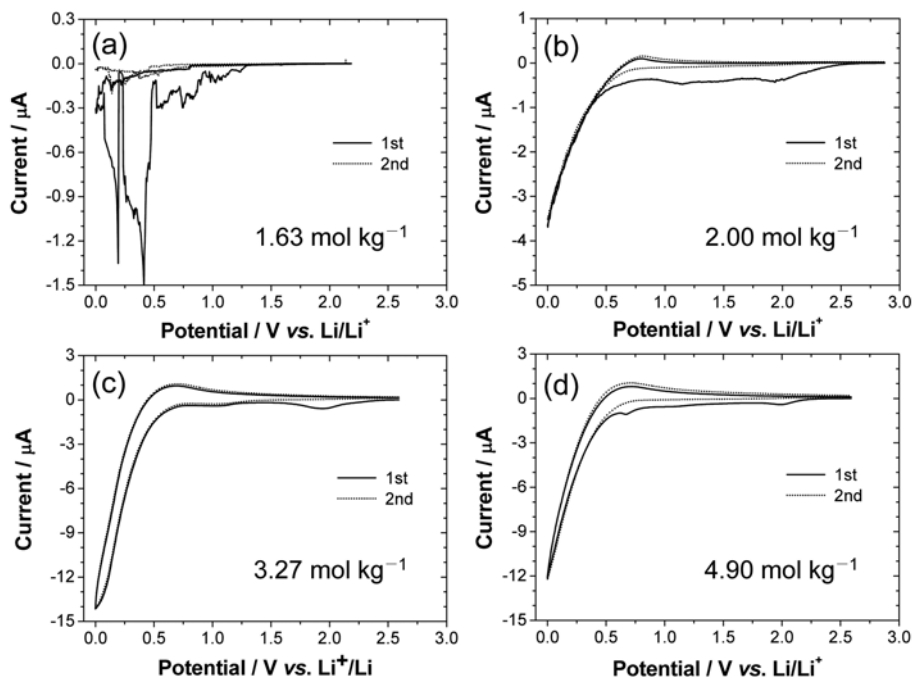 (a)
0.3
0.0
-0.3
-0.6
-0.9
-1.2
-1.5
Current / μA
1st
2nd
1.63 mol kg−1
0.0 0.5 1.0 1.5 2.0 2.5 3.0
Potential / V vs. Li/Li+
(b)
1
0
-1
-2
-3
-4
-5
Current / μA
1st
2nd
2.00 mol kg−1
0.0 0.5 1.0 1.5 2.0 2.5 3.0
Potential / V vs. Li/Li+
(c)
3
0
-3
-6
-9
-12
-15
Current / μA
1st
2nd
3.27 mol kg−1
0.0 0.5 1.0 1.5 2.0 2.5 3.0
Potential / V vs. Li+/Li
(d)
3
0
-3
-6
-9
-12
-15
Current / μA
1st
2nd
4.90 mol kg−1
0.0 0.5 1.0 1.5 2.0 2.5 3.0
Potential / V vs. Li/Li+